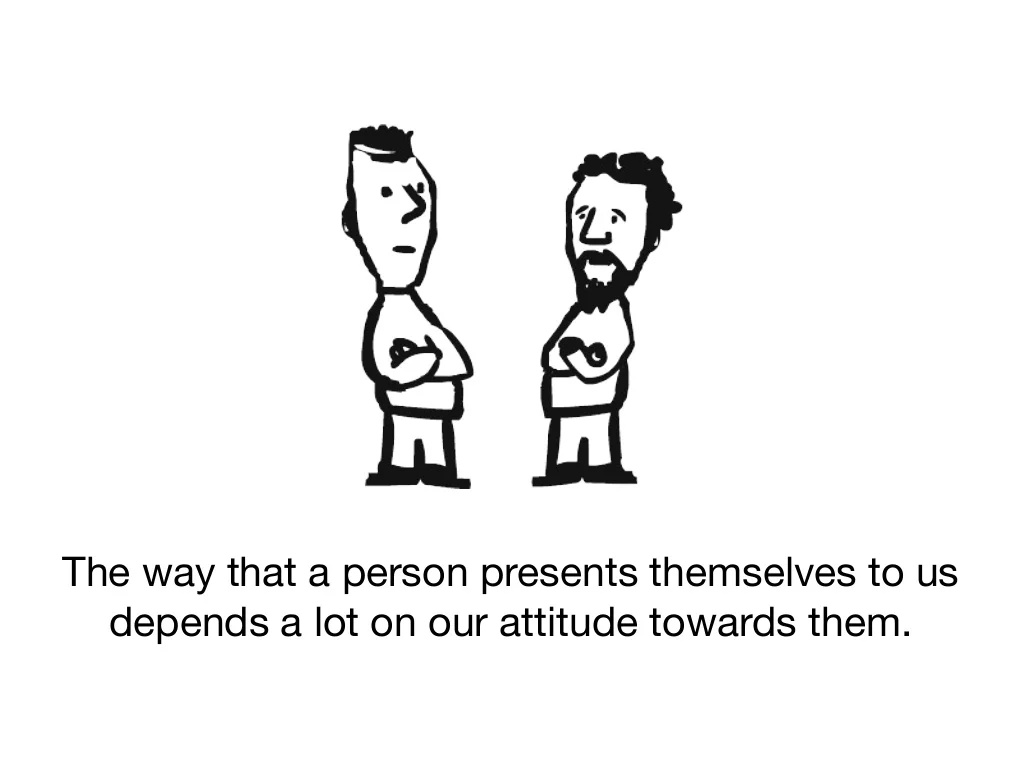 The way that a person presents themselves to us
depends a lot on our attitude towards them.